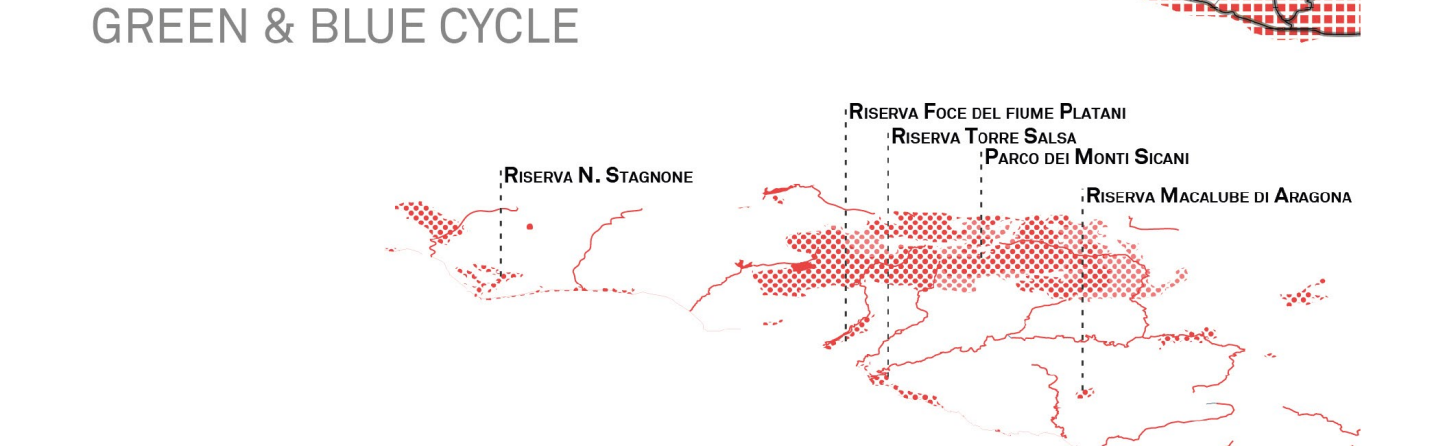 GREEN & BLUE CYCLE
RISERVA FOCE DEL FIUME PLATANI
RISERVA TORRE SALSA
PARCO DEI MONTI SICANI
RISERVA N. STAGNONE
RISERVA MACALUBE DI ARAGONA